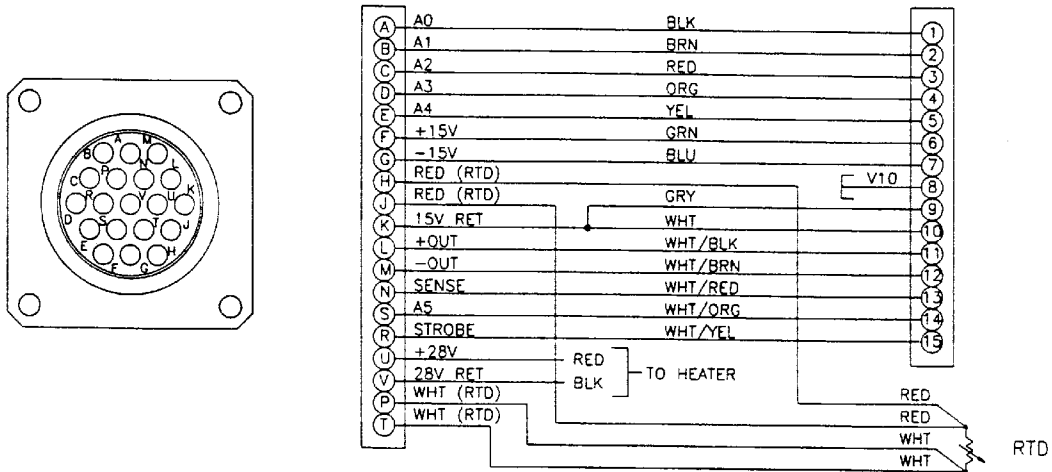 A M
B N L
C P
R V U K
D S T J
E H
F G
A A0 BLK 1
B A1 BRN 2
C A2 RED 3
D A3 ORG 4
E A4 YEL 5
F +15V GRN 6
G -15V BLU 7
H RED (RTD) V10 8
J RED (RTD) GRY 9
K 15V RET WHT 10
L +OUT WHT/BLK 11
M -OUT WHT/BRN 12
N SENSE WHT/RED 13
S A5 WHT/ORG 14
R STROBE WHT/YEL 15
U +28V RED
V 28V RET BLK TO HEATER
P WHT (RTD) RED
T WHT (RTD) RED
WHT RTD
WHT